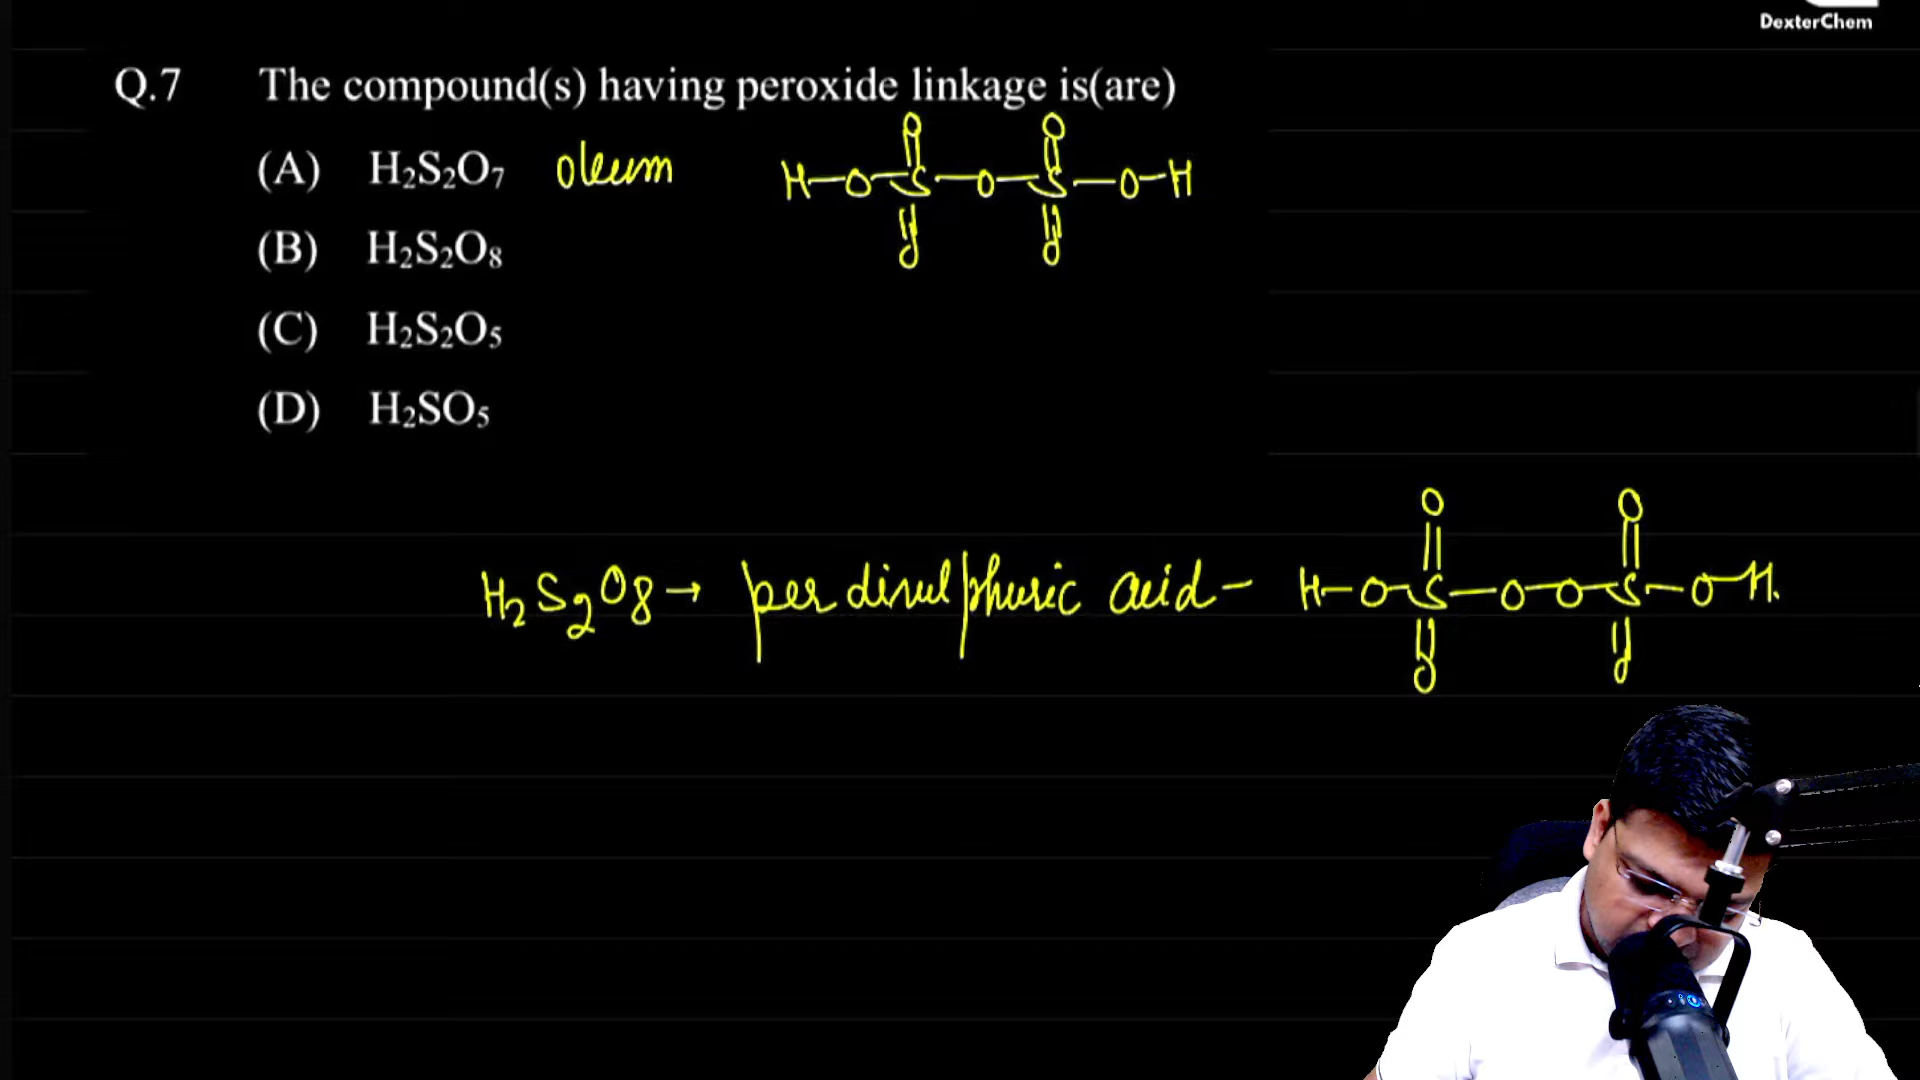 DexterChem
Q.7 The compound(s) having peroxide linkage is(are)
(A) H₂S₂O₇ oleum
O O
H-O-S-O-S-O-H
O O
(B) H₂S₂O₈
(C) H₂S₂O₅
(D) H₂SO₅
O O
H₂S₂O₈ → per disulphuric acid - H-O-S-O-O-S-O-H.
O O